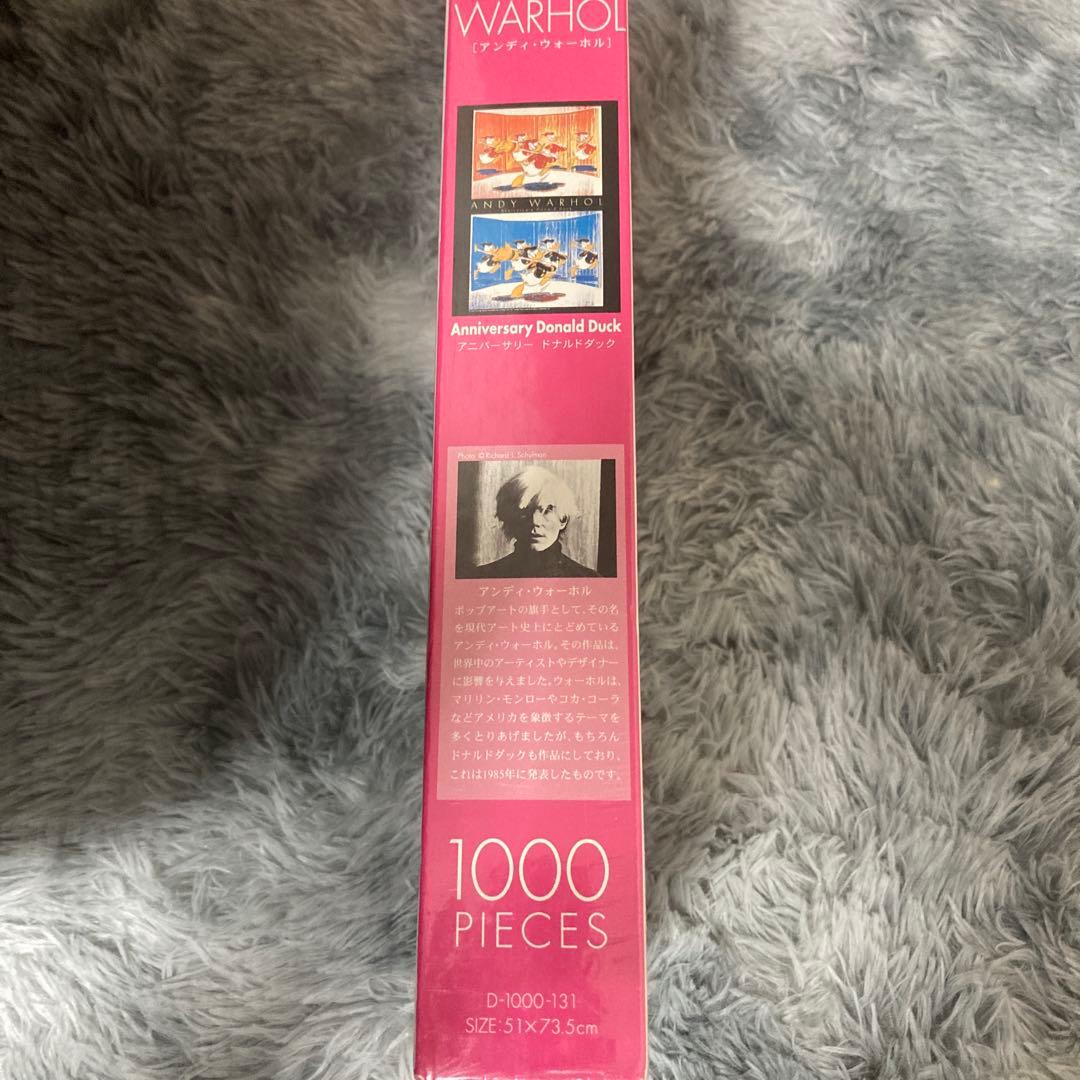 WARHOL
[アンディ・ウォーホル]
ANDY WARHOL
Anniversary Donald Duck
アニバーサリー ドナルドダック
Photo ©Richard L. Schulman
アンディ・ウォーホル
ポップアートの旗手として、その名
を現代アート史上にとどめている
アンディ・ウォーホル。その作品は、
世界中のアーティストやデザイナー
に影響を与えました。ウォーホルは、
マリリン・モンローやコカ・コーラ
などアメリカを象徴するテーマを
多くとりあげましたが、もちろん
ドナルドダックも作品にしており、
これは1985年に発表したものです。
1000
PIECES
D-1000-131
SIZE:51×73.5cm